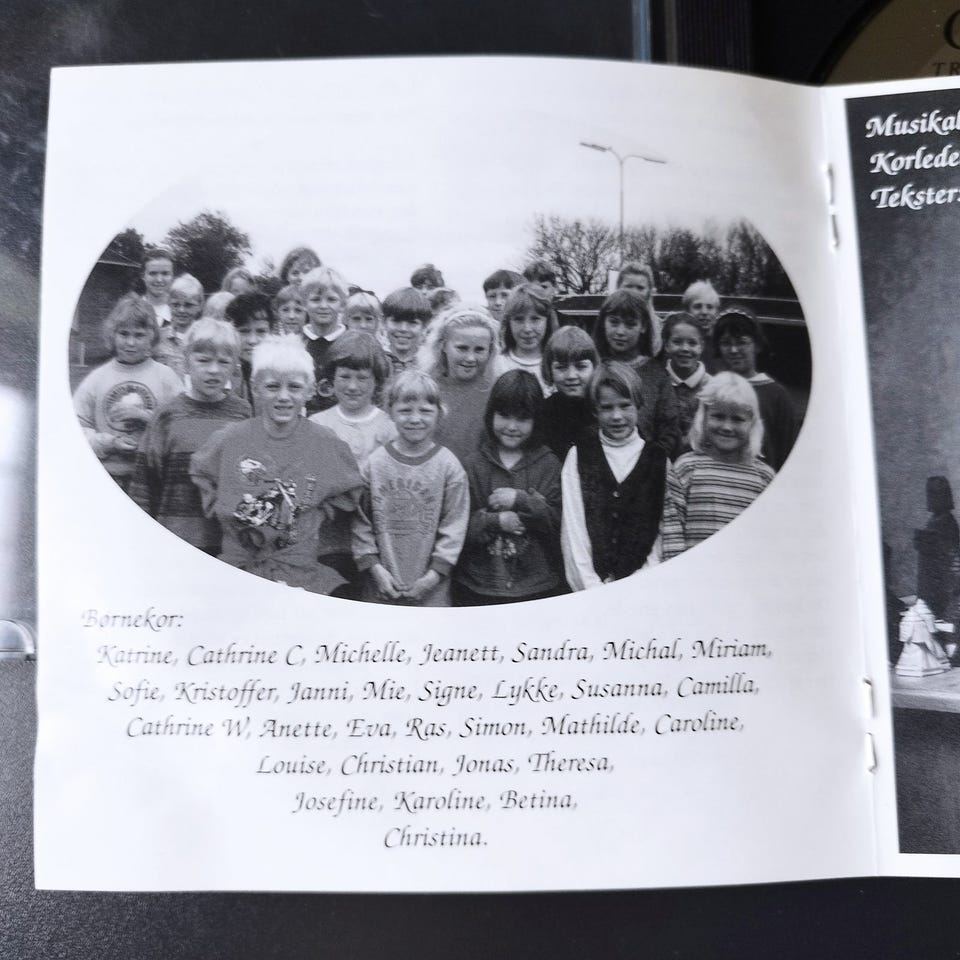 Børnekor:
Katrine, Cathrine C, Michelle, Jeanett, Sandra, Michal, Miriam,
Sofie, Kristoffer, Janni, Mie, Signe, Lykke, Susanna, Camilla,
Cathrine W, Anette, Eva, Ras, Simon, Mathilde, Caroline,
Louise, Christian, Jonas, Theresa,
Josefine, Karoline, Betina,
Christina.
Musikal
Korlede
Tekster:
TR